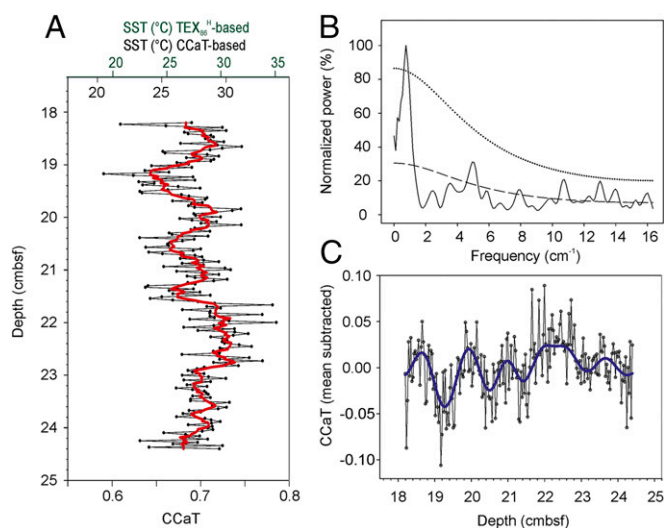 A
SST (°C) TEX₈₆ᴴ-based
SST (°C) CCaT-based
20 25 30 35
20 25 30
18
19
20
21
22
23
24
25
Depth (cmbsf)
0.6 0.7 0.8
CCaT
B
Normalized power (%)
100
80
60
40
20
0
0 2 4 6 8 10 12 14 16
Frequency (cm⁻¹)
C
CCaT (mean subtracted)
0.10
0.05
0.00
-0.05
-0.10
18 19 20 21 22 23 24 25
Depth (cmbsf)